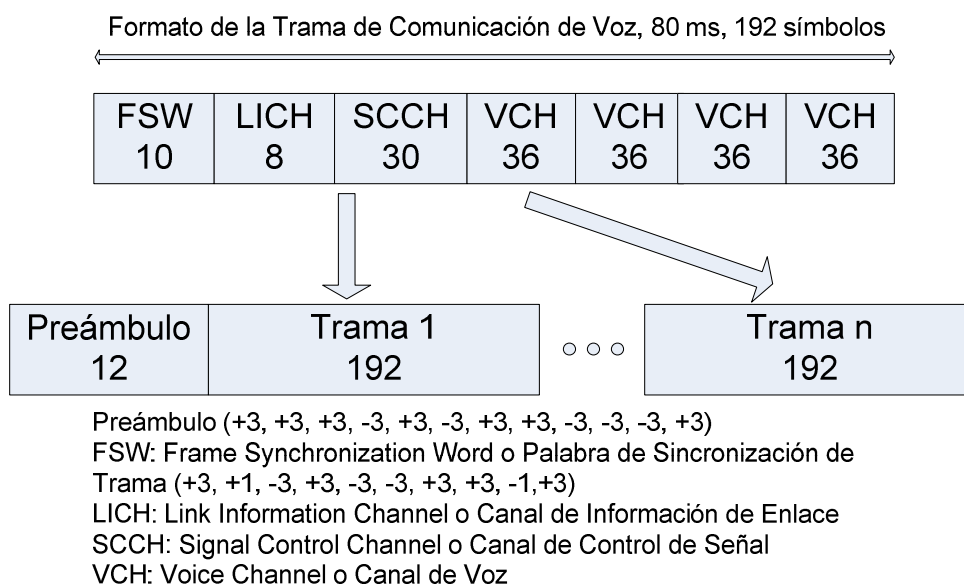 Formato de la Trama de Comunicación de Voz, 80 ms, 192 símbolos
FSW LICH SCCH VCH VCH VCH VCH
10 8 30 36 36 36 36
Preámbulo Trama 1 Trama n
12 192 192
Preámbulo (+3, +3, +3, -3, +3, -3, +3, +3, -3, -3, -3, +3)
FSW: Frame Synchronization Word o Palabra de Sincronización de
Trama (+3, +1, -3, +3, -3, -3, +3, +3, -1,+3)
LICH: Link Information Channel o Canal de Información de Enlace
SCCH: Signal Control Channel o Canal de Control de Señal
VCH: Voice Channel o Canal de Voz